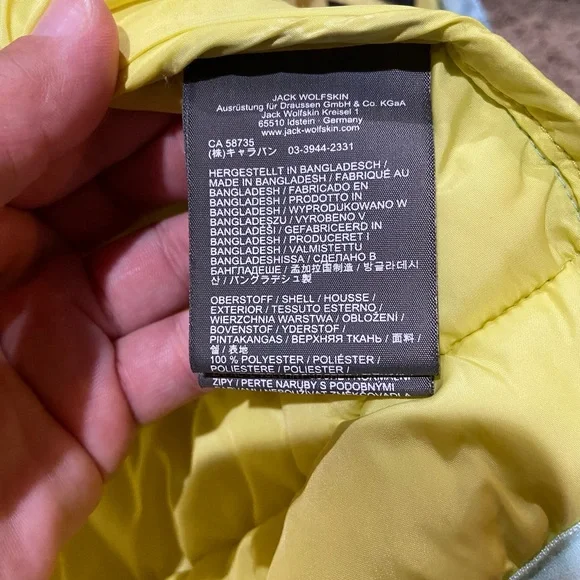 JACK WOLFSKIN
Ausrüstung für Draussen GmbH & Co. KGaA
Jack Wolfskin Kreisel 1
65510 Idstein - Germany
www.jack-wolfskin.com
CA 58735
(株)キャラバン 03-3944-2331
HERGESTELLT IN BANGLADESCH /
MADE IN BANGLADESH / FABRIQUÉ AU
BANGLADESH / FABRICADO EN
BANGLADESH / PRODOTTO IN
BANGLADESH / WYPRODUKOWANO W
BANGLADESZU / VYROBENO V
BANGLADÉŠI / GEFABRICEERD IN
BANGLADESH / PRODUCERET I
BANGLADESH / VALMISTETTU
BANGLADESHISSA / СДЕЛАНО В
БАНГЛАДЕШЕ / 孟加拉国制造 / 방글라데시
산 / バングラデシュ製
OBERSTOFF / SHELL / HOUSSE /
EXTERIOR / TESSUTO ESTERNO /
WIERZCHNIA WARSTWA / OBLOŽENÍ /
BOVENSTOF / YDERSTOF /
PINTAKANGAS / ВЕРХНЯЯ ТКАНЬ / 面料 /
쉘 / 表地
100 % POLYESTER / POLYESTER /
POLIESTERE / POLIESTER /
ZIPY / PERTE NARUBY S PODOBNÝMI